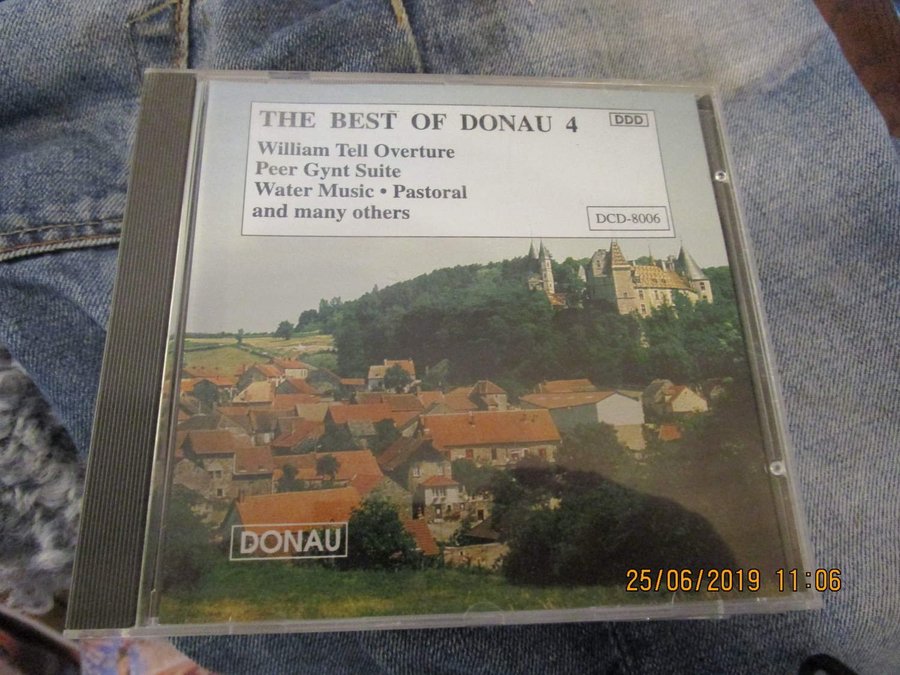 THE BEST OF DONAU 4
DDD
William Tell Overture
Peer Gynt Suite
Water Music • Pastoral
and many others
DCD-8006
DONAU
25/06/2019 11:06